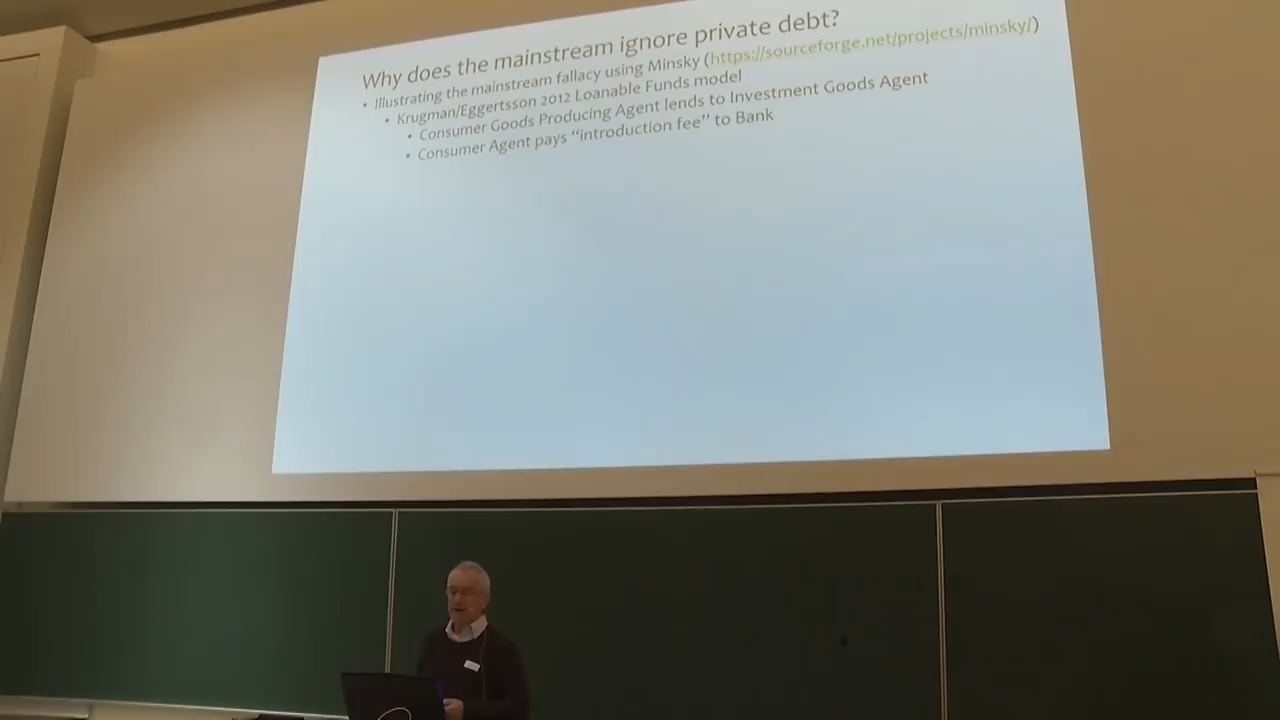 Why does the mainstream ignore private debt?
• Illustrating the mainstream fallacy using Minsky (https://sourceforge.net/projects/minsky/)
• Krugman/Eggertsson 2012 Loanable Funds model
• Consumer Goods Producing Agent lends to Investment Goods Agent
• Consumer Agent pays “introduction fee” to Bank